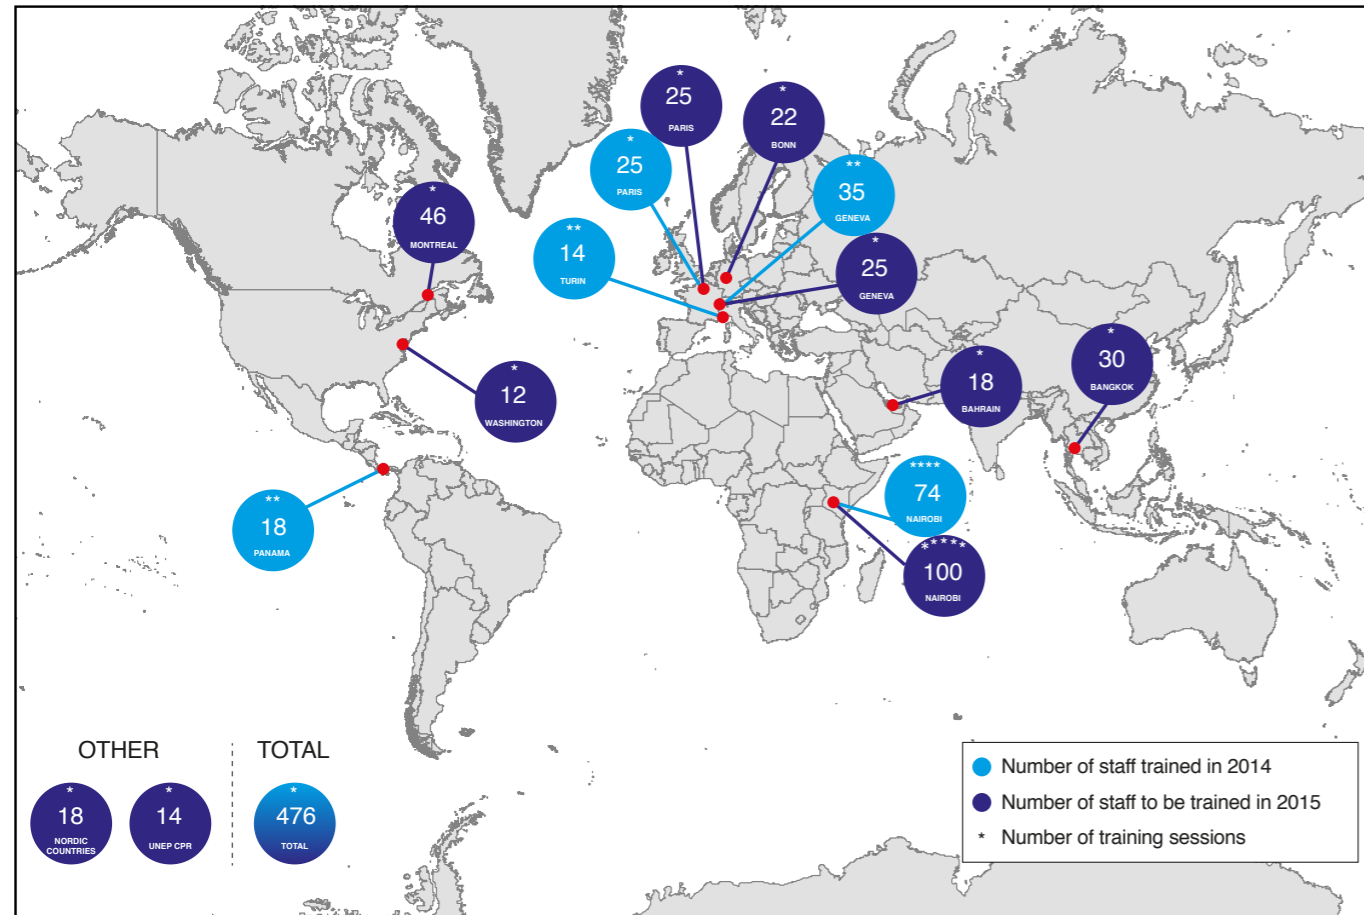 *
25
PARIS
*
22
BONN
*
25
PARIS
**
35
GENEVA
*
46
MONTREAL
**
14
TURIN
*
25
GENEVA
*
12
WASHINGTON
*
18
BAHRAIN
*
30
BANGKOK
**
18
PANAMA
****
74
NAIROBI
*****
100
NAIROBI
OTHER
TOTAL
*
18
NORDIC
COUNTRIES
*
14
UNEP CPR
*
476
TOTAL
Number of staff trained in 2014
Number of staff to be trained in 2015
* Number of training sessions